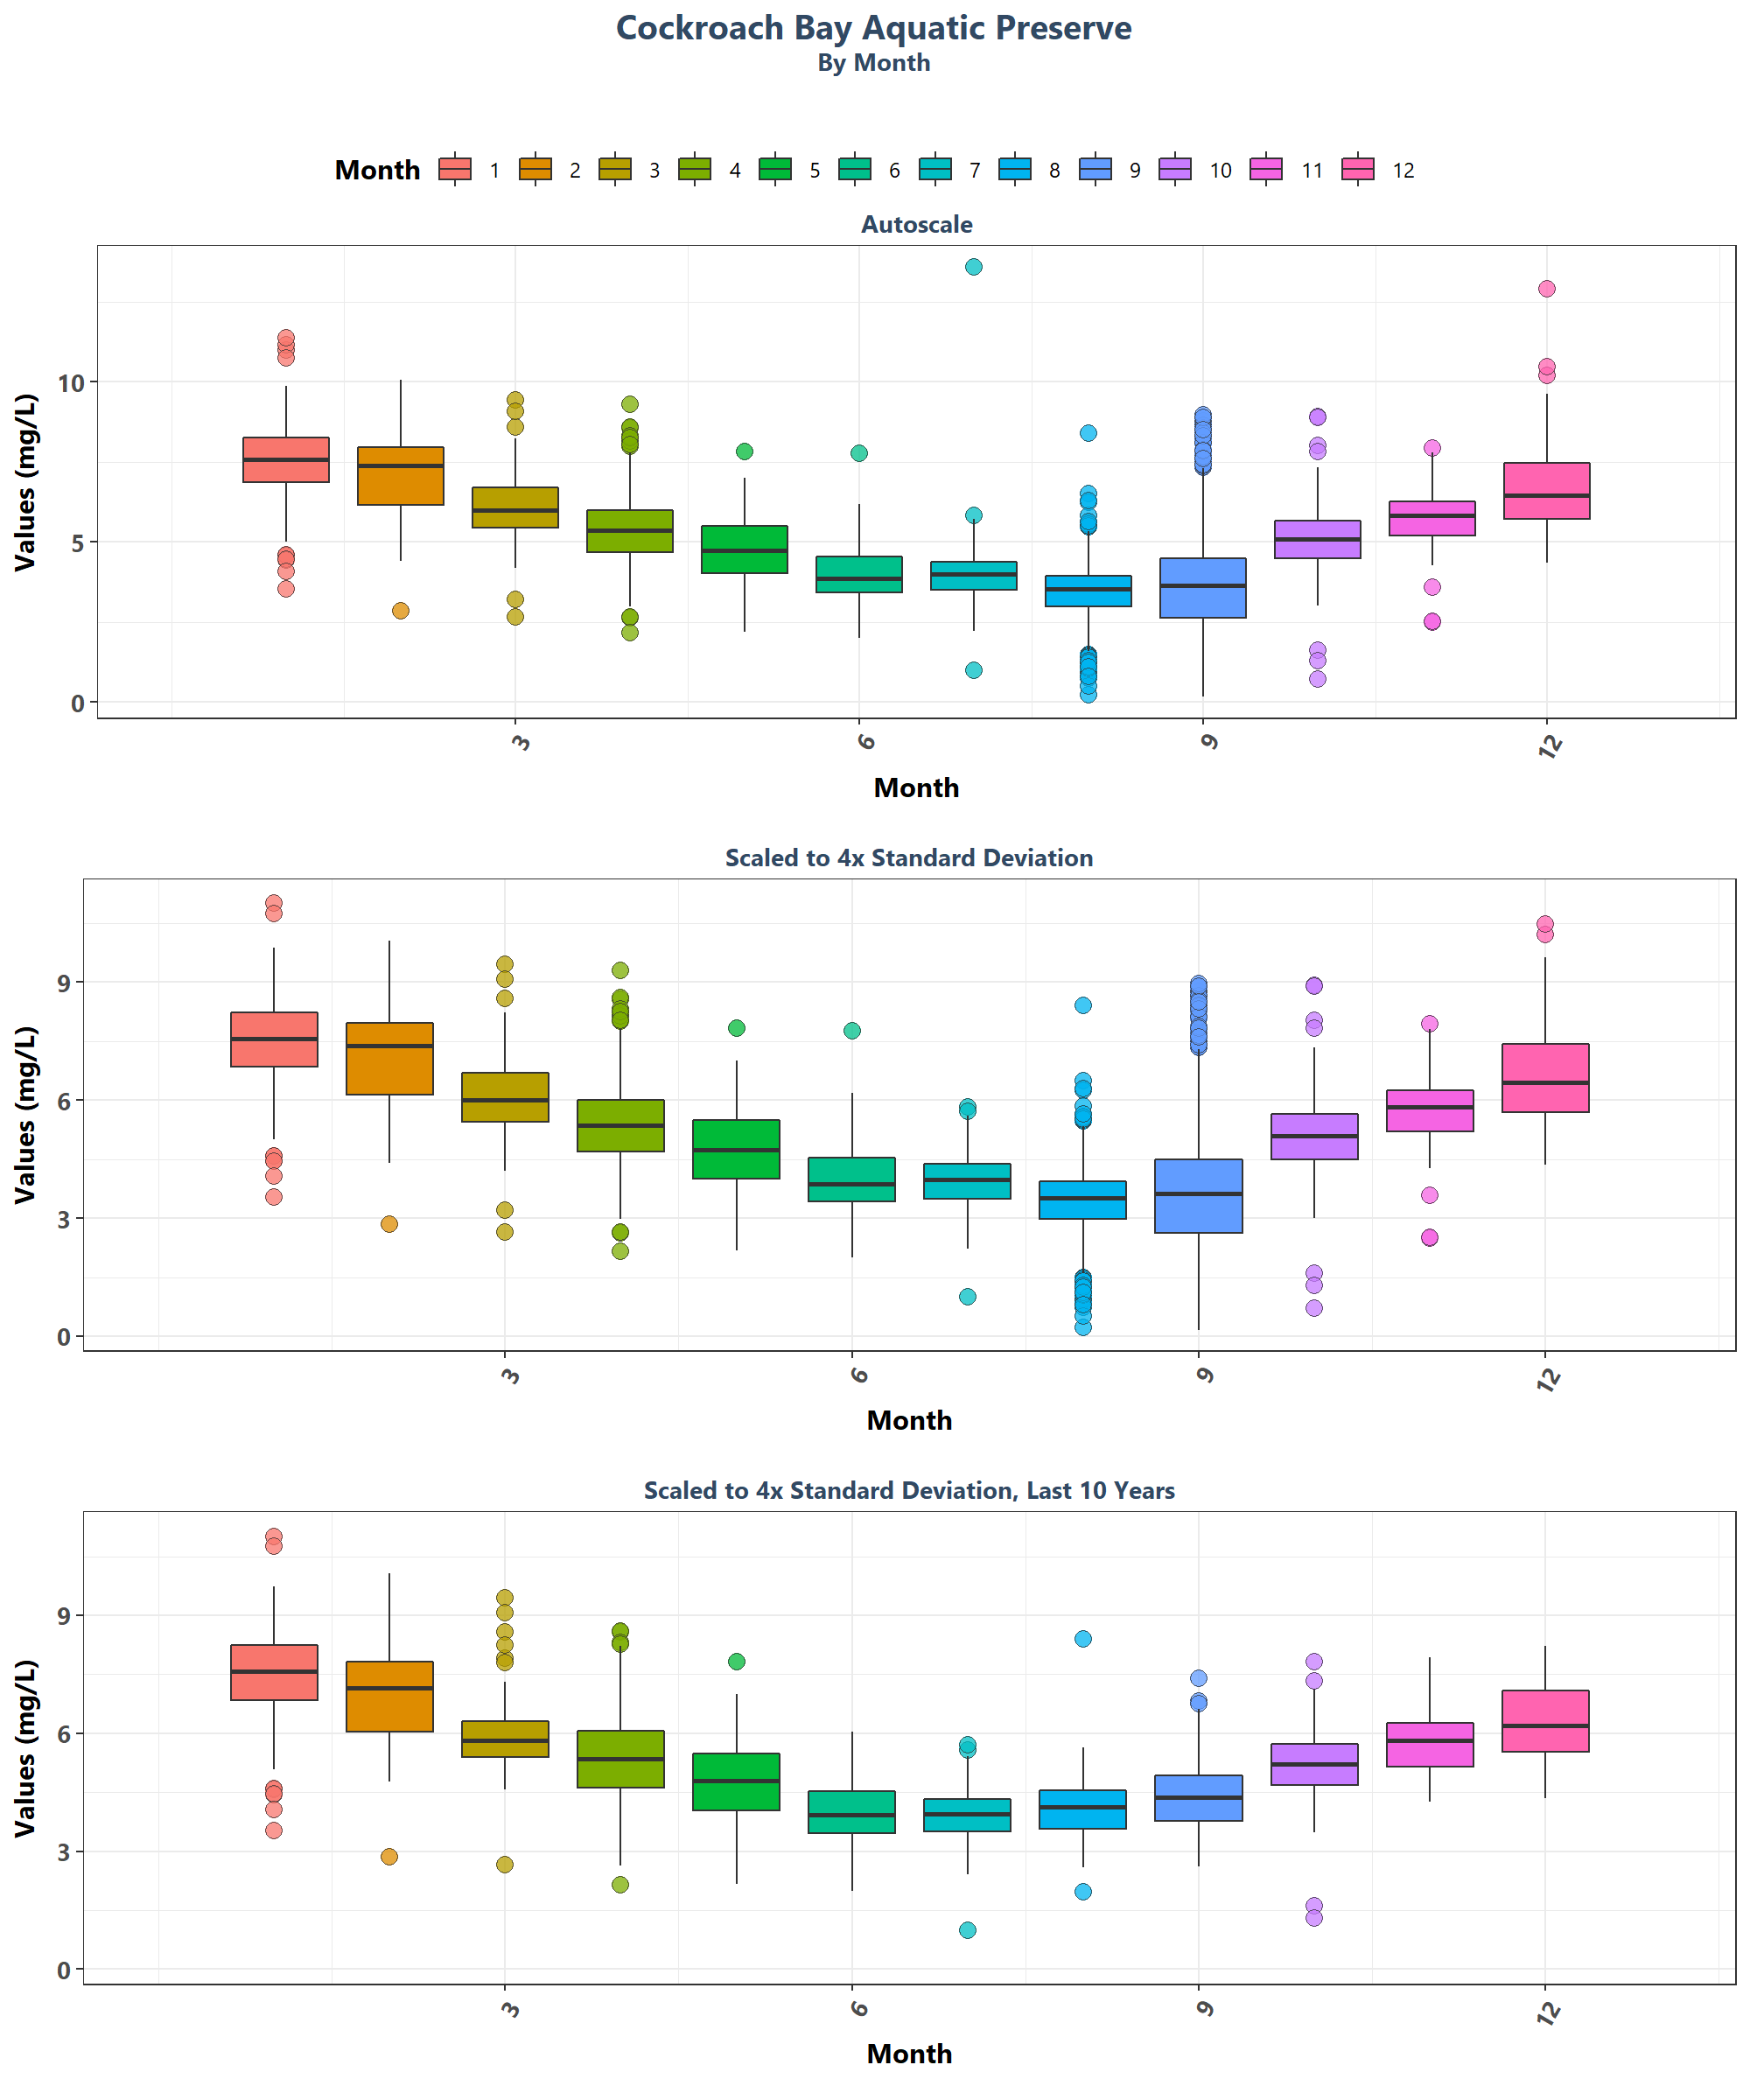 Cockroach Bay Aquatic Preserve
By Month
Month 1 2 3 4 5 6 7 8 9 10 11 12
Autoscale
Values (mg/L)
10
5
0
3 6 9 12
Month
Scaled to 4x Standard Deviation
Values (mg/L)
9
6
3
0
3 6 9 12
Month
Scaled to 4x Standard Deviation, Last 10 Years
Values (mg/L)
9
6
3
0
3 6 9 12
Month